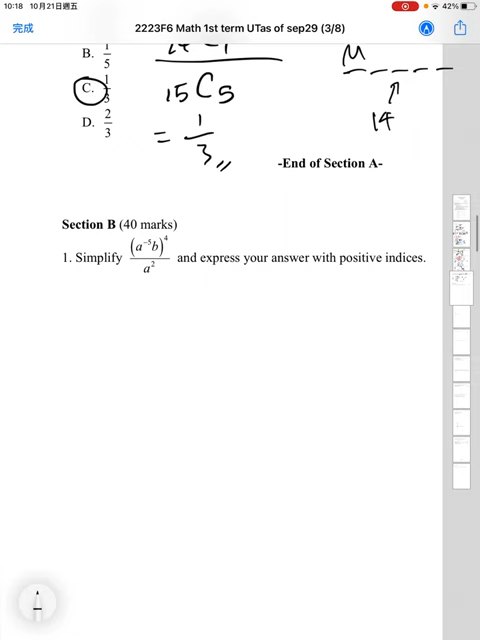 10:18 10月21日週五
42%
完成
2223F6 Math 1st term UTas of sep29 (3/8)
B. 1/5
C. 1/3
D. 2/3
15C5
= 1/3
M
14
-End of Section A-
Section B (40 marks)
1. Simplify (a⁻⁵b)⁴/a² and express your answer with positive indices.